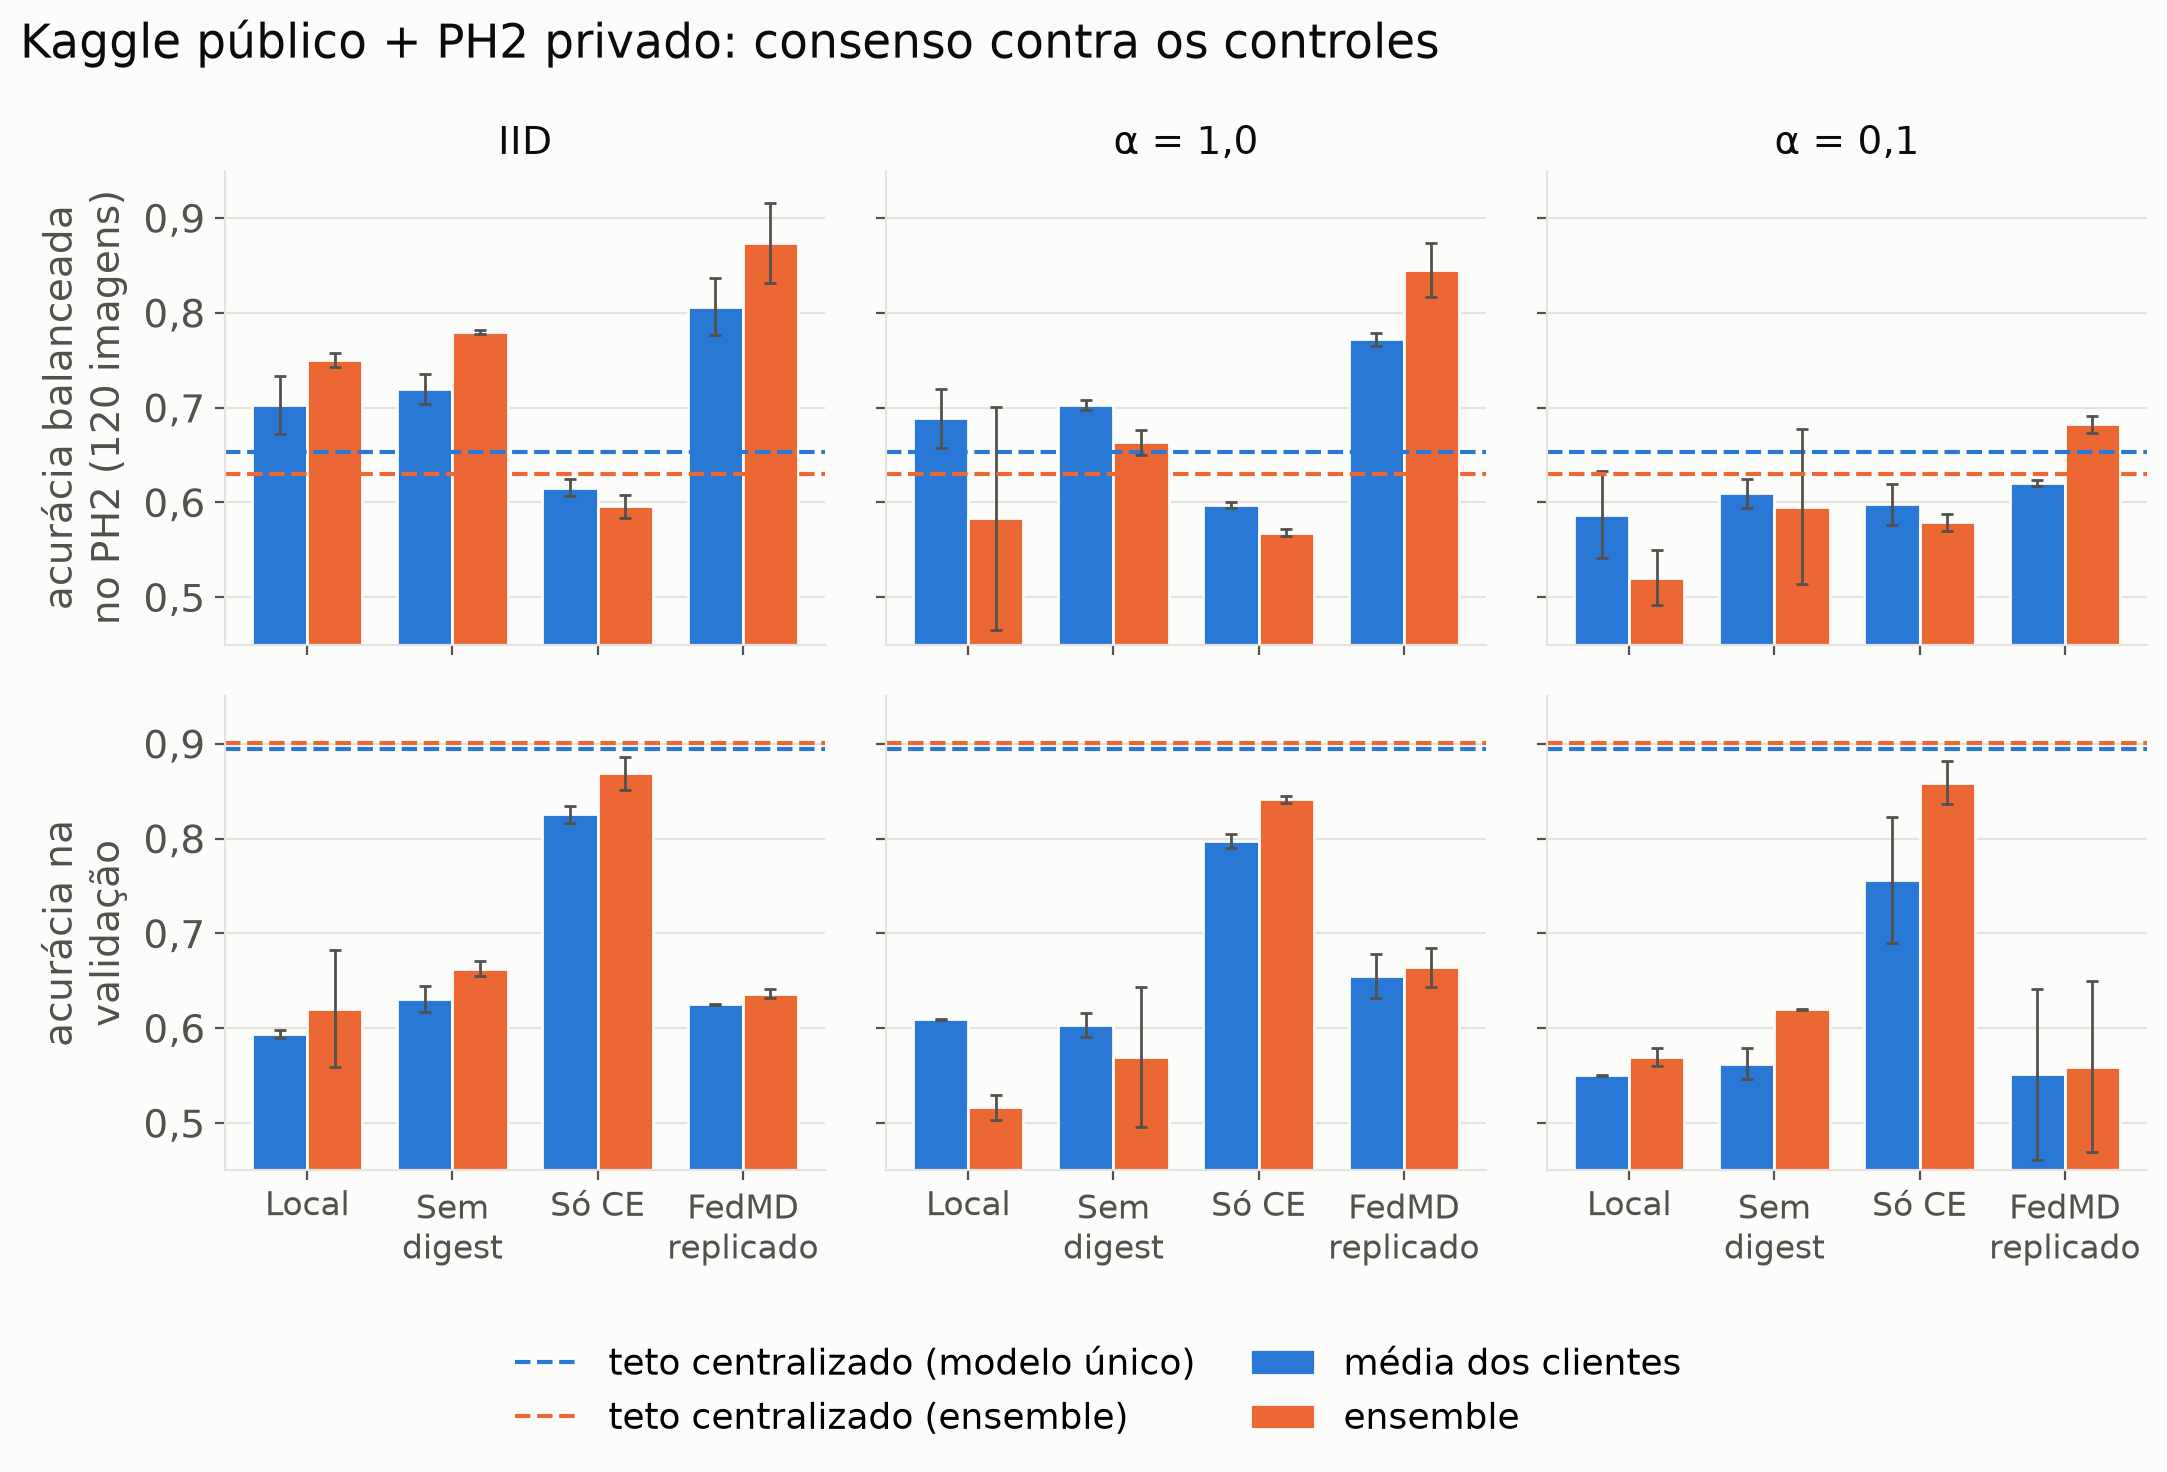 Kaggle público + PH2 privado: consenso contra os controles
IID
α = 1,0
α = 0,1
acurácia balanceada
no PH2 (120 imagens)
0,9
0,8
0,7
0,6
0,5
acurácia na
validação
0,9
0,8
0,7
0,6
0,5
Local
Sem
digest
Só CE
FedMD
replicado
Local
Sem
digest
Só CE
FedMD
replicado
Local
Sem
digest
Só CE
FedMD
replicado
teto centralizado (modelo único)
teto centralizado (ensemble)
média dos clientes
ensemble